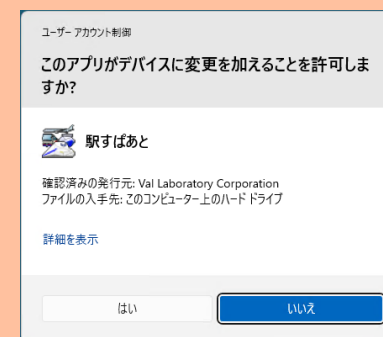 ユーザー アカウント制御
このアプリがデバイスに変更を加えることを許可しま
すか?
駅すぱあと
確認済みの発行元: Val Laboratory Corporation
ファイルの入手先: このコンピューター上のハード ドライブ
詳細を表示
はい
いいえ